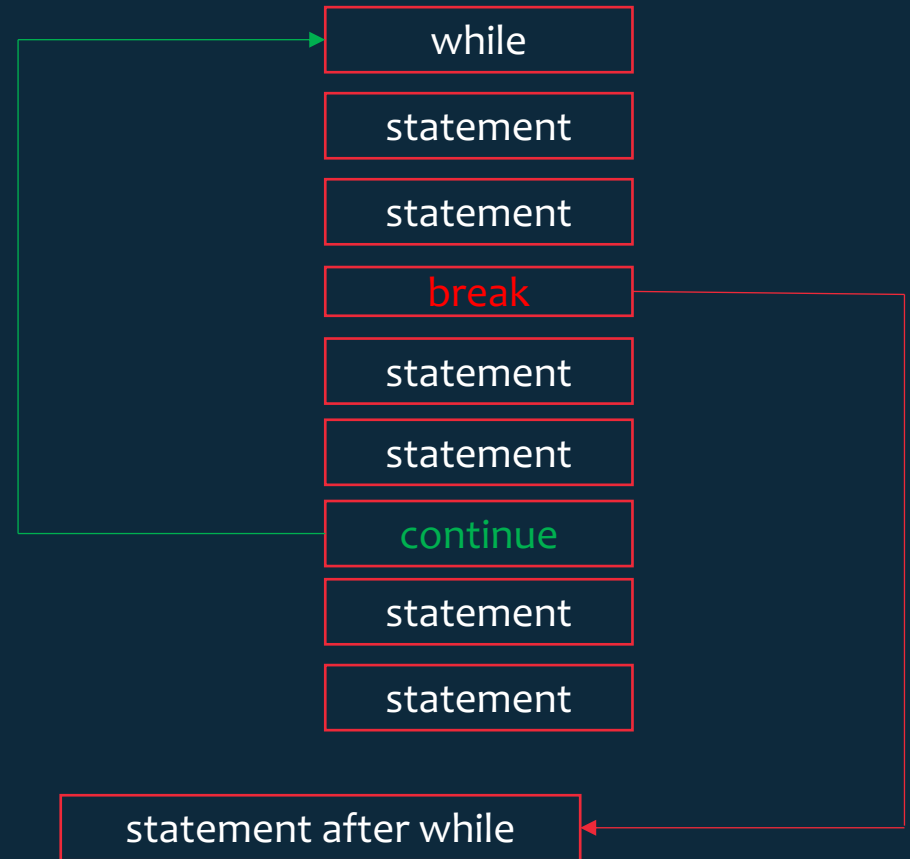 while
statement
statement
break
statement
statement
continue
statement
statement
statement after while